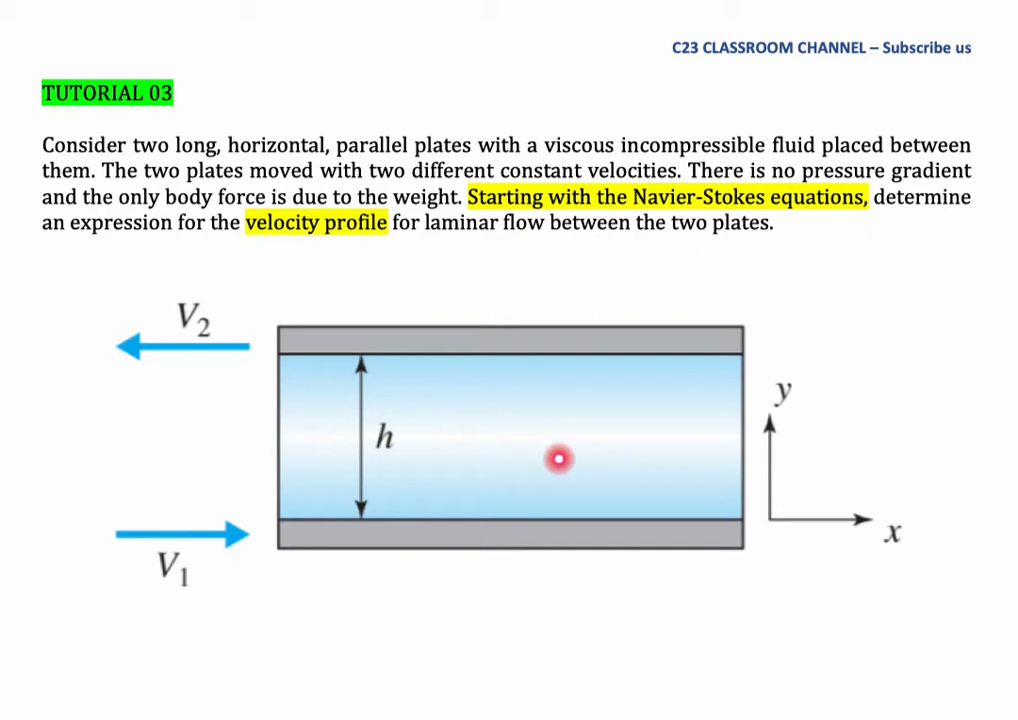 C23 CLASSROOM CHANNEL – Subscribe us
TUTORIAL 03
Consider two long, horizontal, parallel plates with a viscous incompressible fluid placed between
them. The two plates moved with two different constant velocities. There is no pressure gradient
and the only body force is due to the weight. Starting with the Navier-Stokes equations, determine
an expression for the velocity profile for laminar flow between the two plates.
V₂
y
h
x
V₁